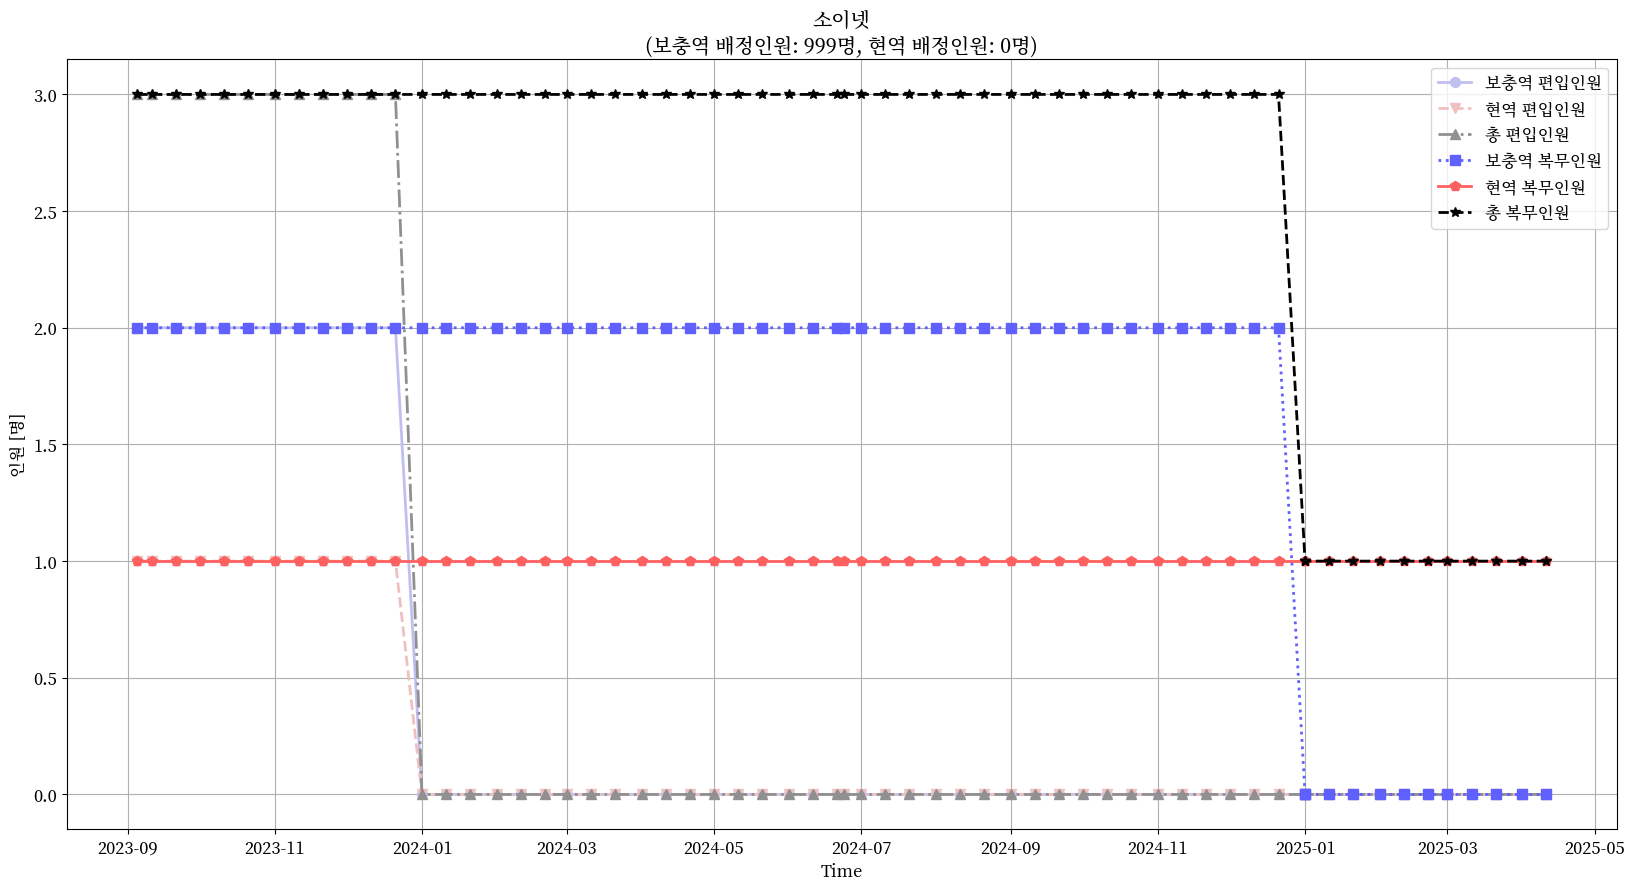 소이넷
(보충역 배정인원: 999명, 현역 배정인원: 0명)
보충역 편입인원
현역 편입인원
총 편입인원
보충역 복무인원
현역 복무인원
총 복무인원
3.0
2.5
2.0
1.5
1.0
0.5
0.0
인원 [명]
2023-09
2023-11
2024-01
2024-03
2024-05
2024-07
2024-09
2024-11
2025-01
2025-03
2025-05
Time